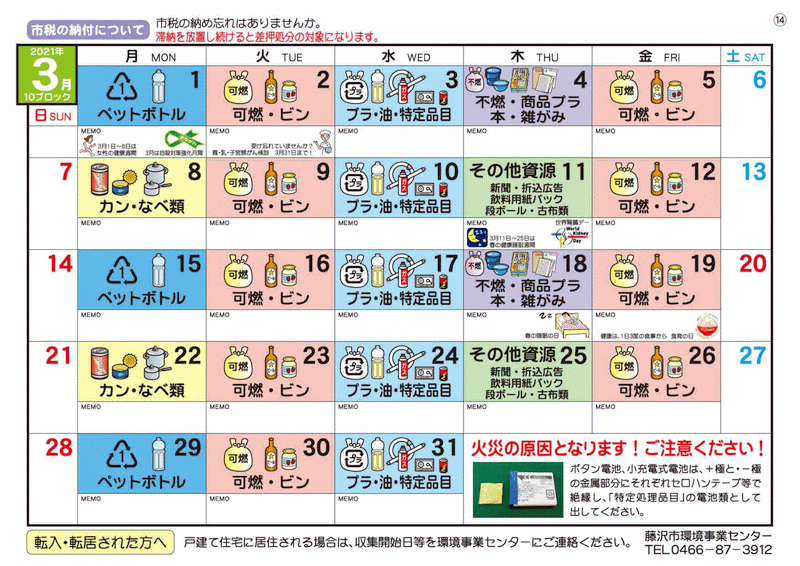 市税の納付について
市税の納め忘れはありませんか。
滞納を放置し続けると差押処分の対象になります。
⑭
2021年
3月
10ブロック
日 SUN
月 MON
火 TUE
水 WED
木 THU
金 FRI
土 SAT
1
ペットボトル
MEMO
3月1日～8日は
女性の健康週間
3月は自殺対策強化月間
可燃
2
可燃・ビン
MEMO
受け忘れていませんか？
胃・乳・子宮頸がん検診 3月31日まで！
プラ
3
プラ・油・特定品目
MEMO
不燃
4
不燃・商品プラ
本・雑がみ
MEMO
可燃
5
可燃・ビン
MEMO
6
7
8
カン・なべ類
MEMO
可燃
9
可燃・ビン
MEMO
プラ
10
プラ・油・特定品目
MEMO
その他資源 11
新聞・折込広告
飲料用紙パック
段ボール・古布類
MEMO
3月11日～25日は
春の健康睡眠週間
世界腎臓デー
World
Kidney
Day
可燃
12
可燃・ビン
MEMO
13
14
1
15
ペットボトル
MEMO
可燃
16
可燃・ビン
MEMO
プラ
17
プラ・油・特定品目
MEMO
不燃
18
不燃・商品プラ
本・雑がみ
MEMO
春の睡眠の日
可燃
19
可燃・ビン
MEMO
健康は、1日3度の食事から 食育の日
20
21
22
カン・なべ類
MEMO
可燃
23
可燃・ビン
MEMO
プラ
24
プラ・油・特定品目
MEMO
その他資源 25
新聞・折込広告
飲料用紙パック
段ボール・古布類
MEMO
可燃
26
可燃・ビン
MEMO
27
28
1
29
ペットボトル
MEMO
可燃
30
可燃・ビン
MEMO
プラ
31
プラ・油・特定品目
MEMO
火災の原因となります！ご注意ください！
ボタン電池、小充電式電池は、＋極と－極
の金属部分にそれぞれセロハンテープ等で
絶縁し、「特定処理品目」の電池類として
出してください。
転入・転居された方へ
戸建て住宅に居住される場合は、収集開始日等を環境事業センターにご連絡ください。
藤沢市環境事業センター
TEL0466－87－3912